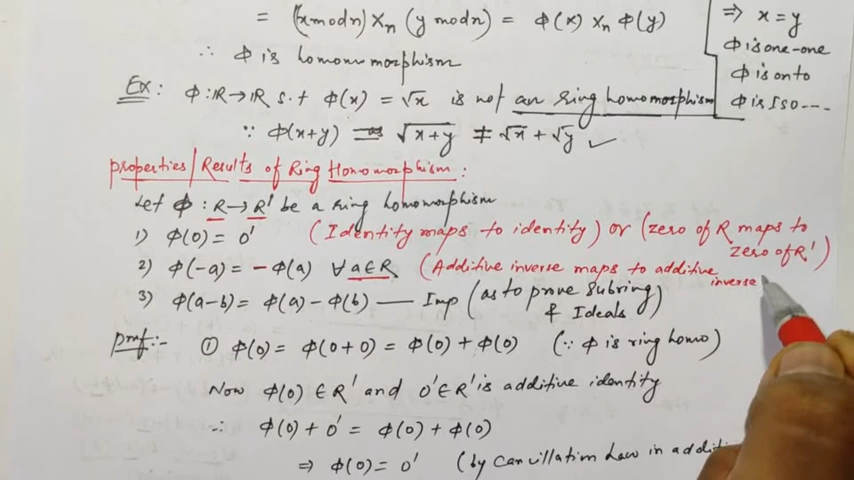 = (x mod n) Xn (y mod n) = Φ(x) Xn Φ(y)
⇒ x = y
∴ Φ is homomorphism
Φ is one-one
Φ is onto
Φ is Iso ----
Ex: Φ : R → R s.t Φ(x) = √x is not an ring homomorphism
∵ Φ(x+y) = √x+y ≠ √x + √y ✓
properties/Results of Ring Homomorphism :
Let Φ : R → R' be a ring homomorphism
1) Φ(0) = 0' (Identity maps to identity) or (zero of R maps to
zero of R')
2) Φ(-a) = -Φ(a) ∀ a ∈ R (Additive inverse maps to additive
inverse
3) Φ(a-b) = Φ(a) - Φ(b) — Imp (as to prove subring
& Ideals)
prof :- ① Φ(0) = Φ(0+0) = Φ(0) + Φ(0) (∵ Φ is ring homo)
Now Φ(0) ∈ R' and 0' ∈ R' is additive identity
∴ Φ(0) + 0' = Φ(0) + Φ(0)
⇒ Φ(0) = 0' (by cancillation Law in additi